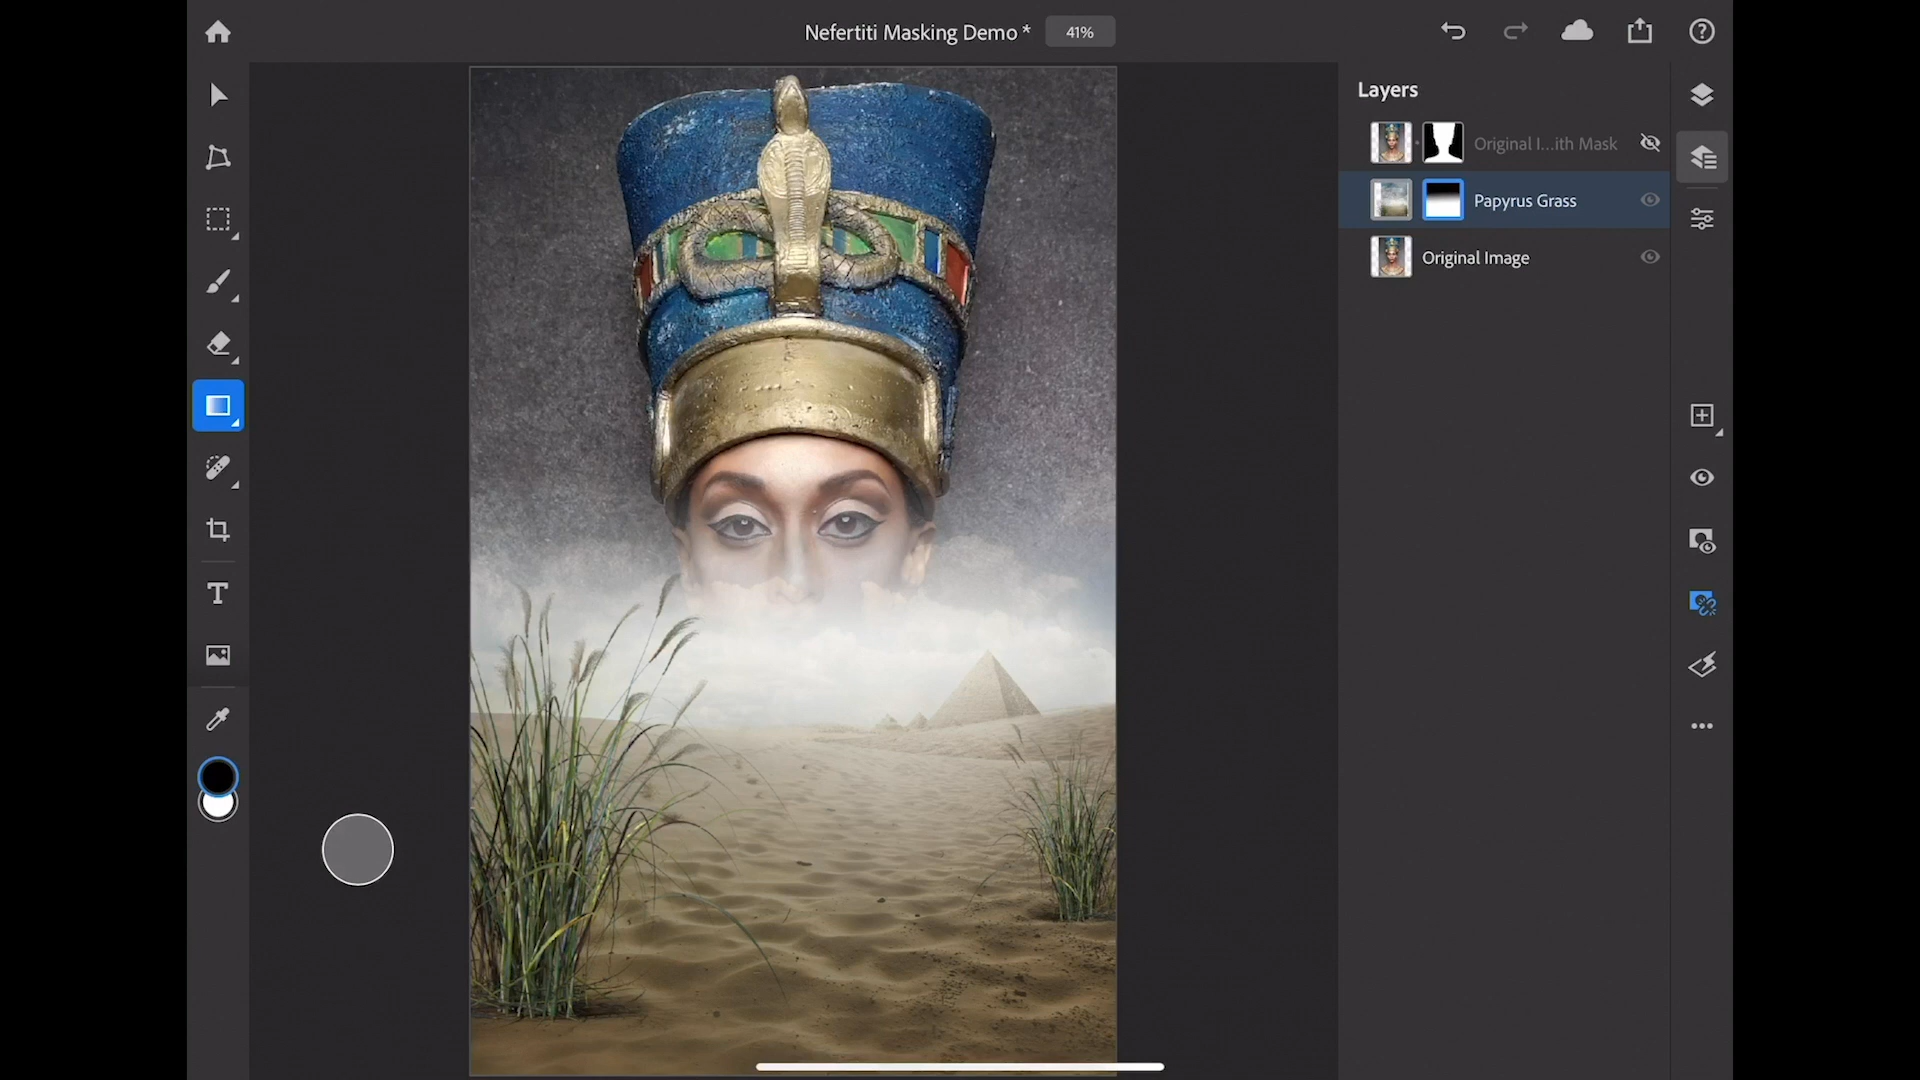 Nefertiti Masking Demo *
41%
Layers
Original I...ith Mask
Papyrus Grass
Original Image
T